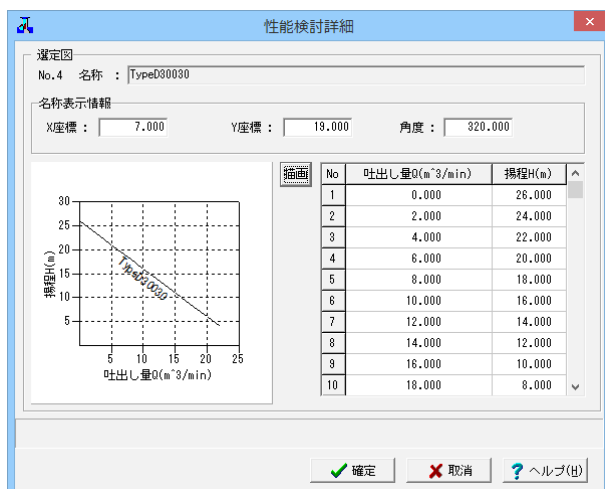 性能検討詳細
選定図
No.4 名称 : TypeD30030
名称表示情報
X座標 : 7.000 Y座標 : 19.000 角度 : 320.000
描画
30
25
20
15
10
5
揚程H(m)
TypeD30030
5 10 15 20 25
吐出し量Q(m^3/min)
No 吐出し量Q(m^3/min) 揚程H(m)
1 0.000 26.000
2 2.000 24.000
3 4.000 22.000
4 6.000 20.000
5 8.000 18.000
6 10.000 16.000
7 12.000 14.000
8 14.000 12.000
9 16.000 10.000
10 18.000 8.000
確定 取消 ヘルプ(H)